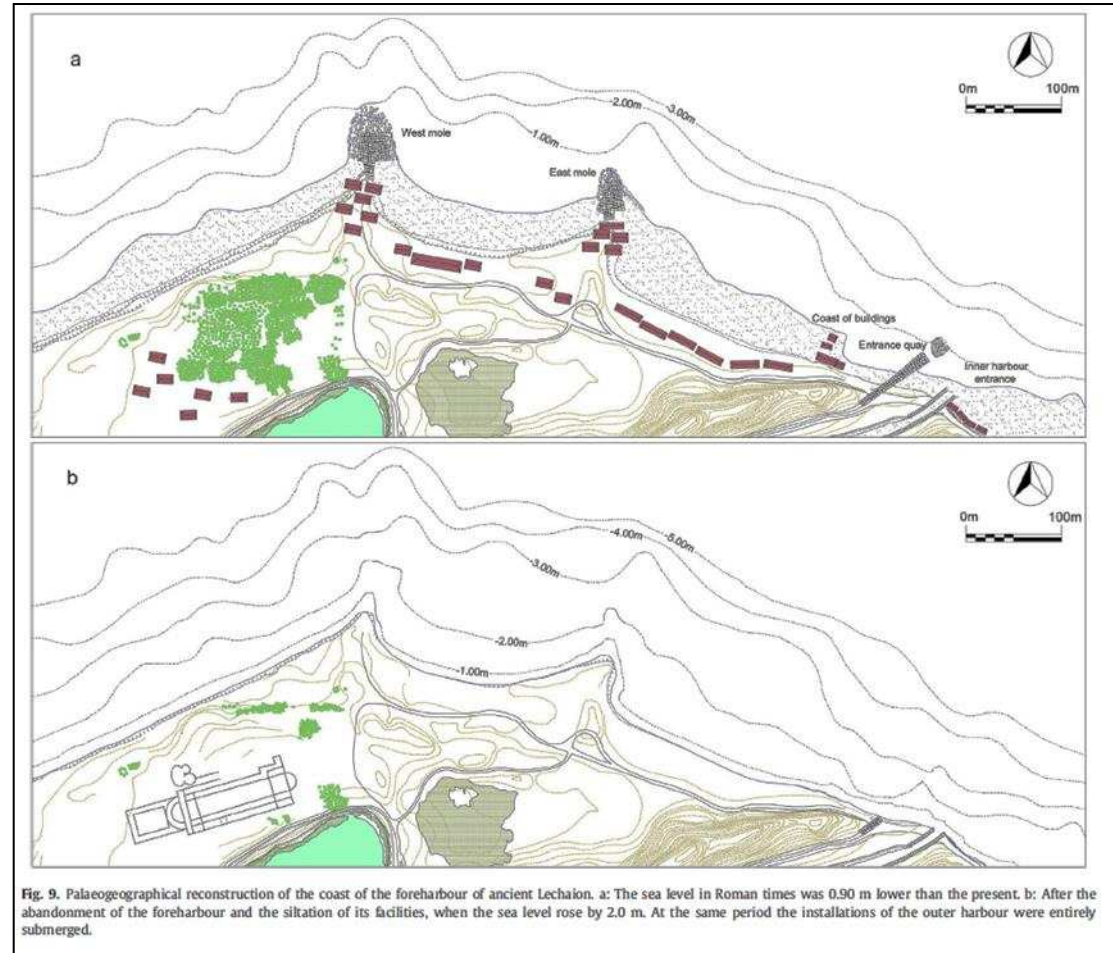 a
0m 100m
-3.00m
-2.00m
-1.00m
West mole
East mole
Coast of buildings
Entrance quay
Inner harbour
entrance
b
0m 100m
-5.00m
-4.00m
-3.00m
-2.00m
-1.00m
Fig. 9. Palaeogeographical reconstruction of the coast of the foreharbour of ancient Lechaion. a: The sea level in Roman times was 0.90 m lower than the present. b: After the
abandonment of the foreharbour and the siltation of its facilities, when the sea level rose by 2.0 m. At the same period the installations of the outer harbour were entirely
submerged.